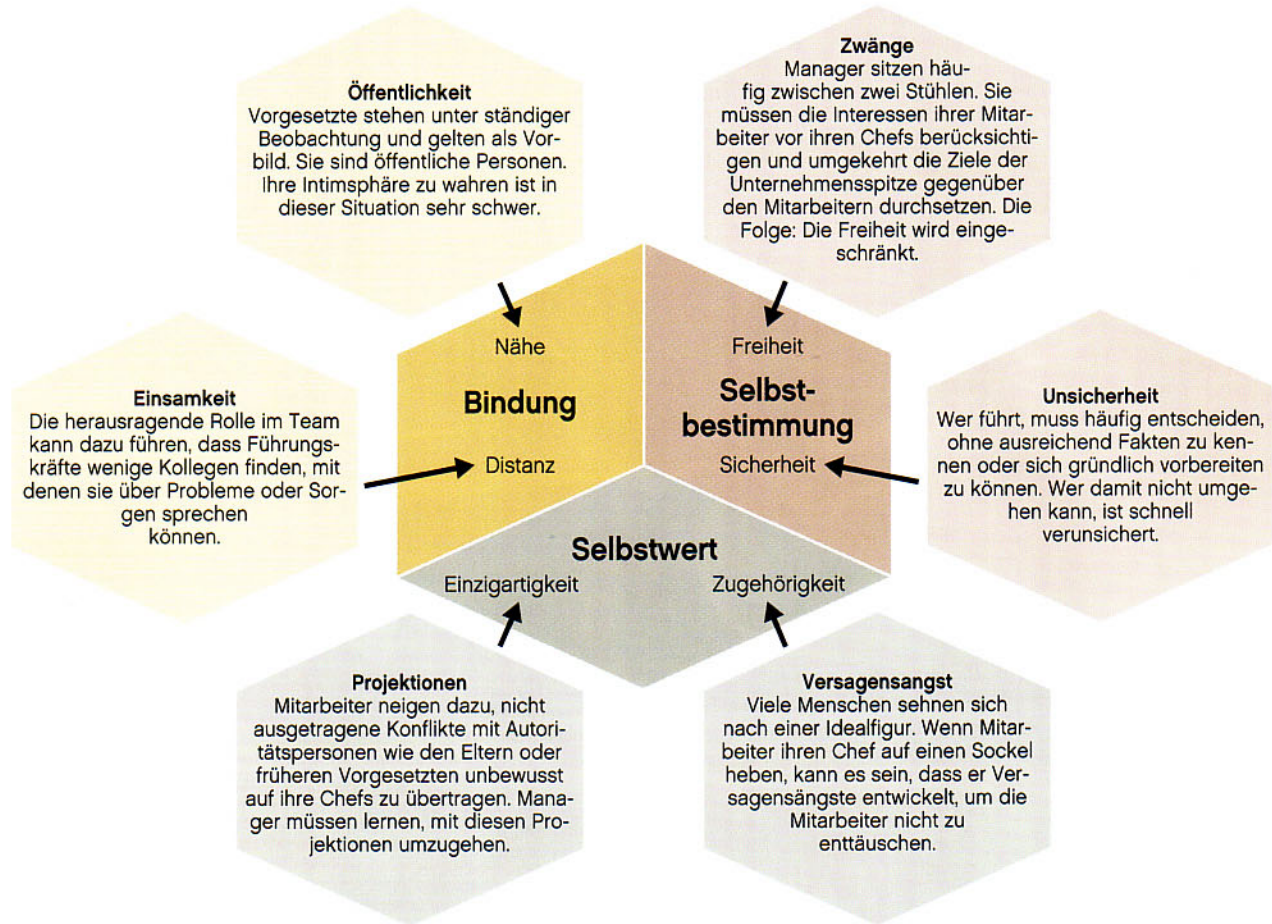 Öffentlichkeit
Vorgesetzte stehen unter ständiger
Beobachtung und gelten als Vor-
bild. Sie sind öffentliche Personen.
Ihre Intimsphäre zu wahren ist in
dieser Situation sehr schwer.
Zwänge
Manager sitzen häu-
fig zwischen zwei Stühlen. Sie
müssen die Interessen ihrer Mitar-
beiter vor ihren Chefs berücksichti-
gen und umgekehrt die Ziele der
Unternehmensspitze gegenüber
den Mitarbeitern durchsetzen. Die
Folge: Die Freiheit wird einge-
schränkt.
Einsamkeit
Die herausragende Rolle im Team
kann dazu führen, dass Führungs-
kräfte wenige Kollegen finden, mit
denen sie über Probleme oder Sor-
gen sprechen
können.
Nähe
Bindung
Distanz
Freiheit
Selbst-
bestimmung
Sicherheit
Unsicherheit
Wer führt, muss häufig entscheiden,
ohne ausreichend Fakten zu ken-
nen oder sich gründlich vorbereiten
zu können. Wer damit nicht umge-
hen kann, ist schnell
verunsichert.
Selbstwert
Einzigartigkeit
Zugehörigkeit
Projektionen
Mitarbeiter neigen dazu, nicht
ausgetragene Konflikte mit Autori-
tätspersonen wie den Eltern oder
früheren Vorgesetzten unbewusst
auf ihre Chefs zu übertragen. Mana-
ger müssen lernen, mit diesen Pro-
jektionen umzugehen.
Versagensangst
Viele Menschen sehnen sich
nach einer Idealfigur. Wenn Mitar-
beiter ihren Chef auf einen Sockel
heben, kann es sein, dass er Ver-
sagensängste entwickelt, um die
Mitarbeiter nicht zu
enttäuschen.